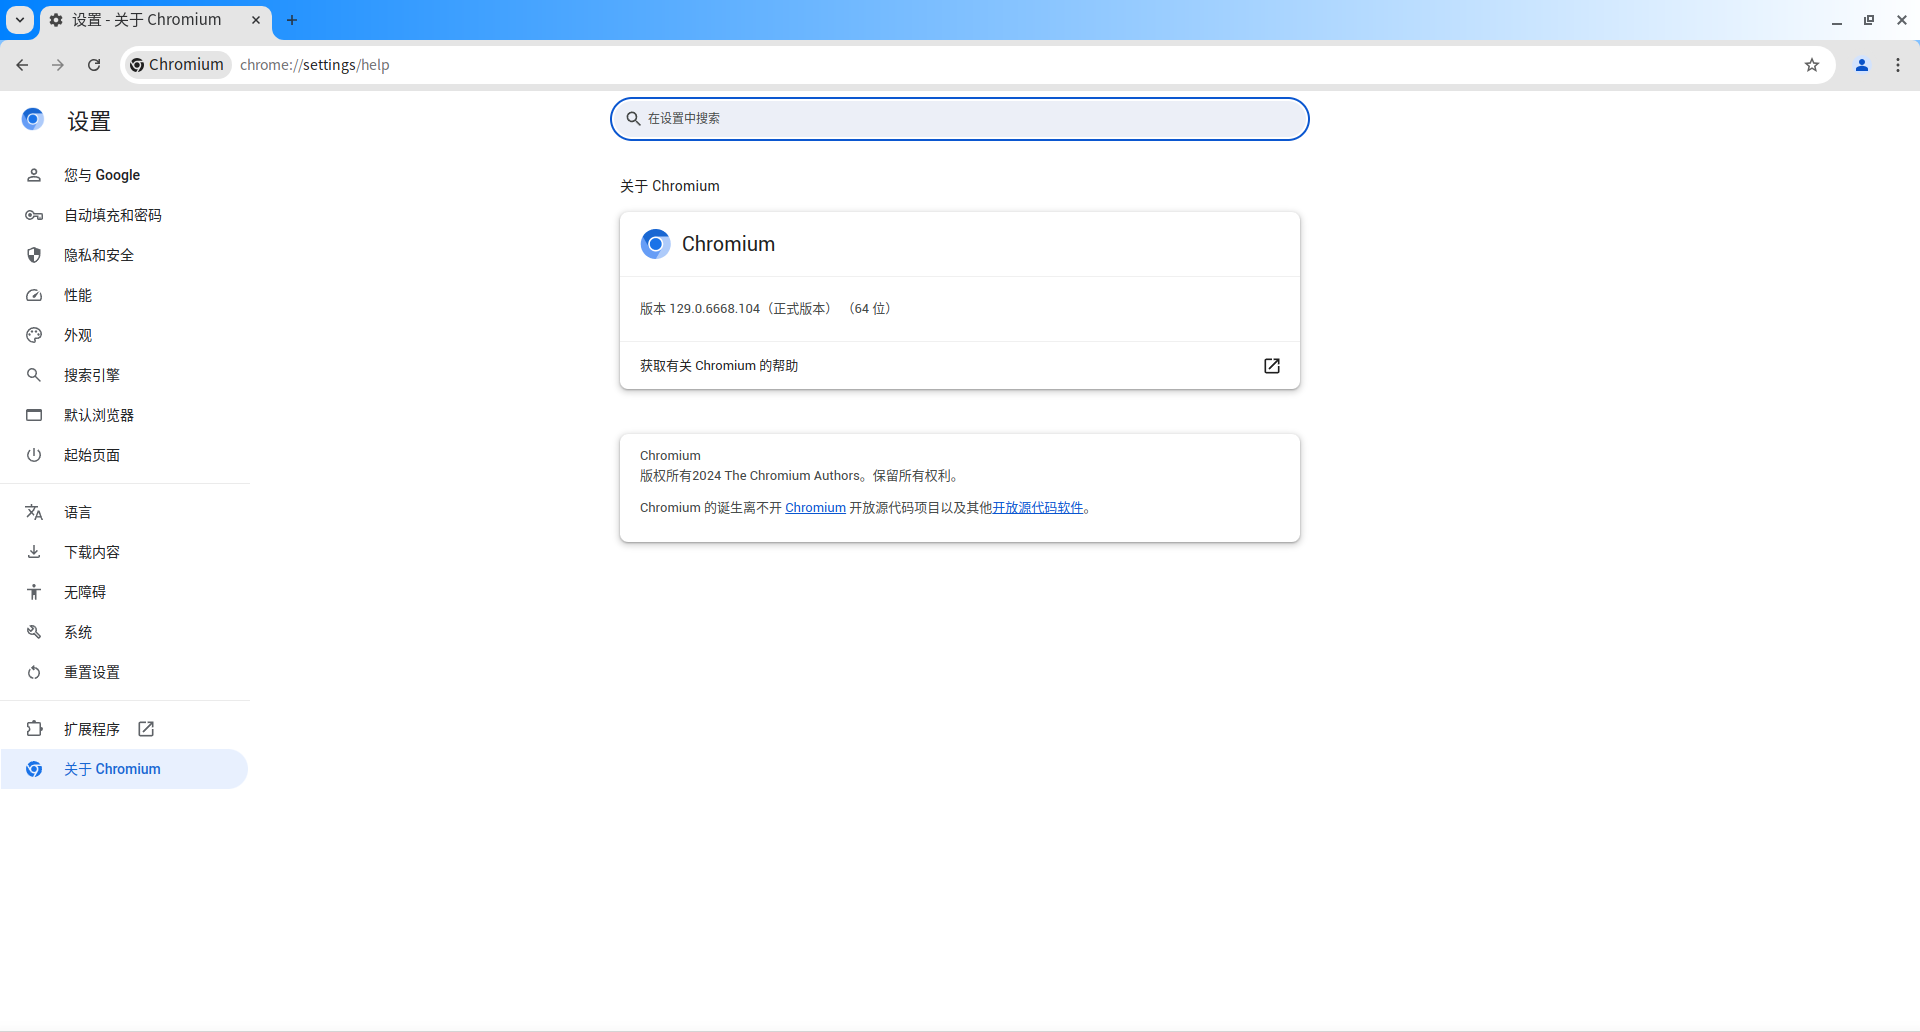 设置 - 关于 Chromium
Chromium
chrome://settings/help
设置
在设置中搜索
您与 Google
自动填充和密码
隐私和安全
性能
外观
搜索引擎
默认浏览器
起始页面
语言
下载内容
无障碍
系统
重置设置
扩展程序
关于 Chromium
关于 Chromium
Chromium
版本 129.0.6668.104（正式版本） （64 位）
获取有关 Chromium 的帮助
Chromium
版权所有2024 The Chromium Authors。保留所有权利。
Chromium 的诞生离不开 Chromium 开放源代码项目以及其他开放源代码软件。